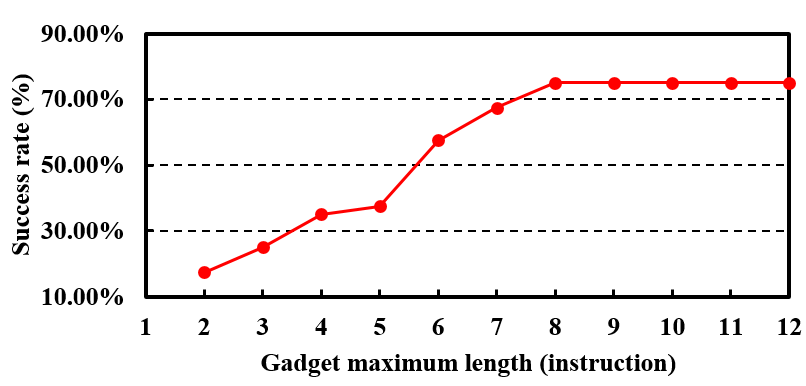 90.00%
70.00%
50.00%
30.00%
10.00%
Success rate (%)
1 2 3 4 5 6 7 8 9 10 11 12
Gadget maximum length (instruction)